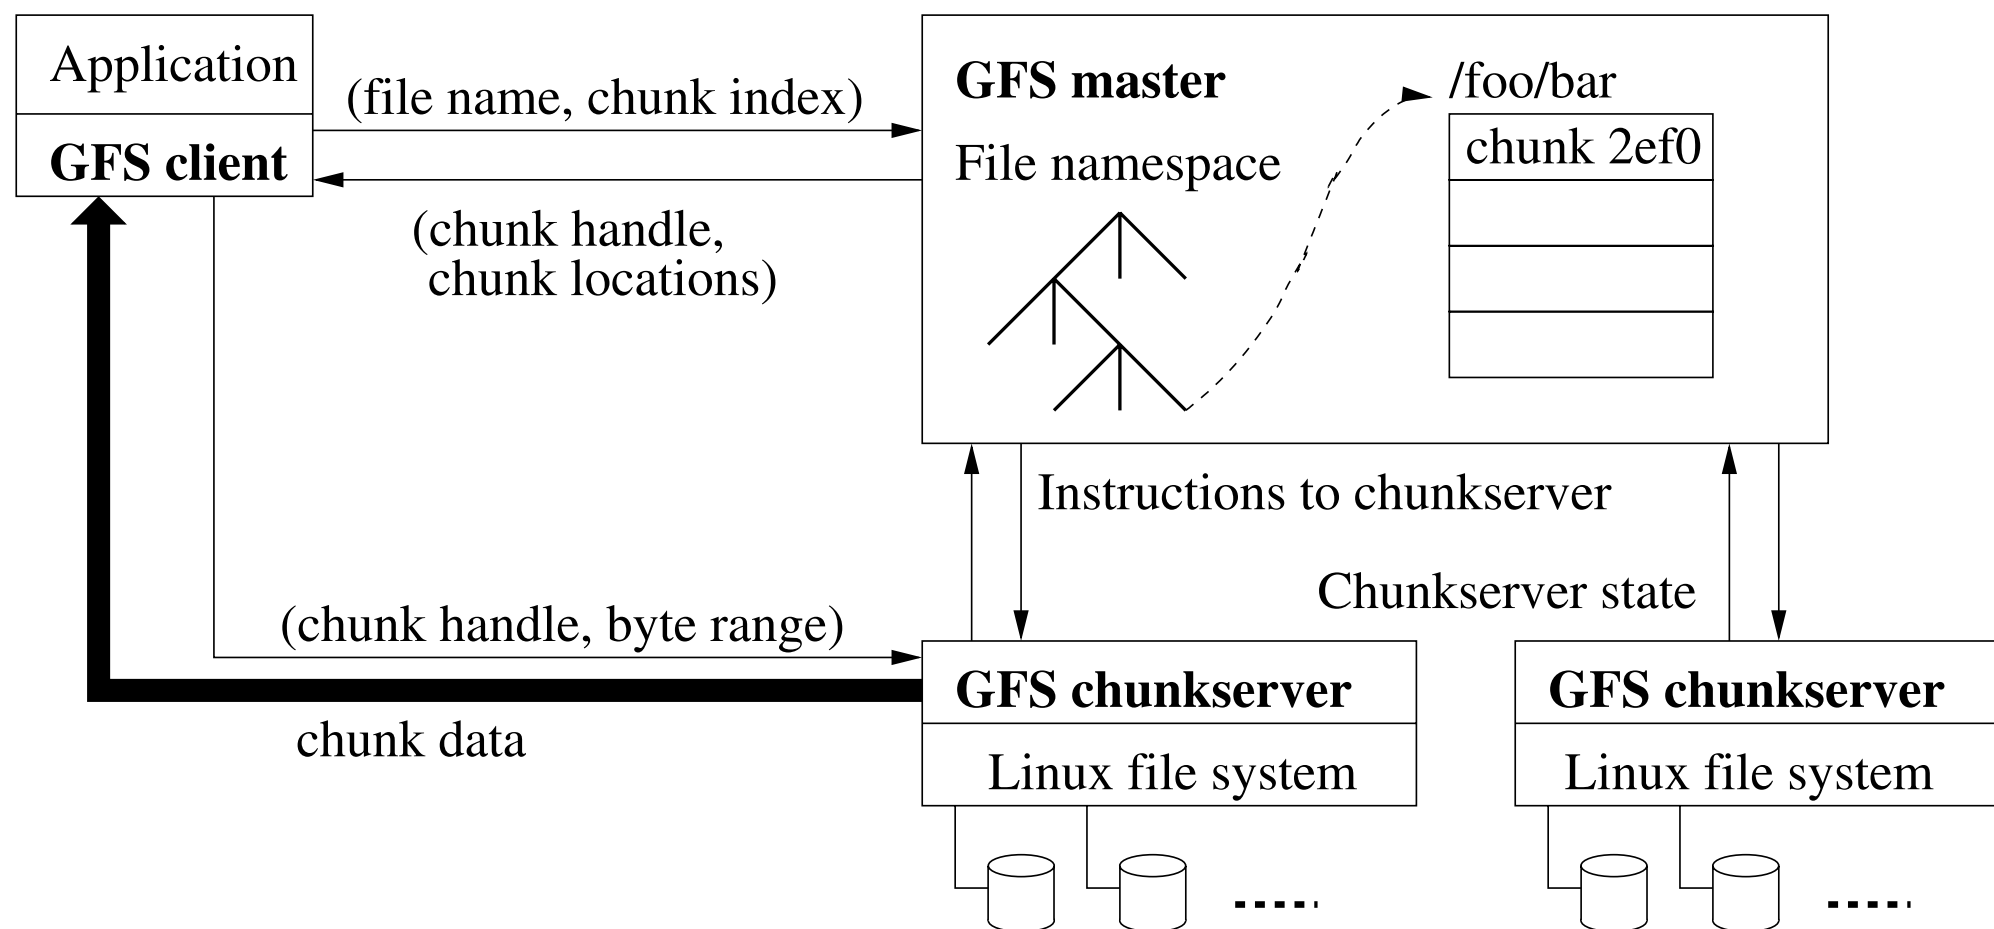 Application
GFS client
(file name, chunk index)
(chunk handle,
chunk locations)
GFS master
File namespace
/foo/bar
chunk 2ef0
Instructions to chunkserver
Chunkserver state
(chunk handle, byte range)
chunk data
GFS chunkserver
Linux file system
GFS chunkserver
Linux file system